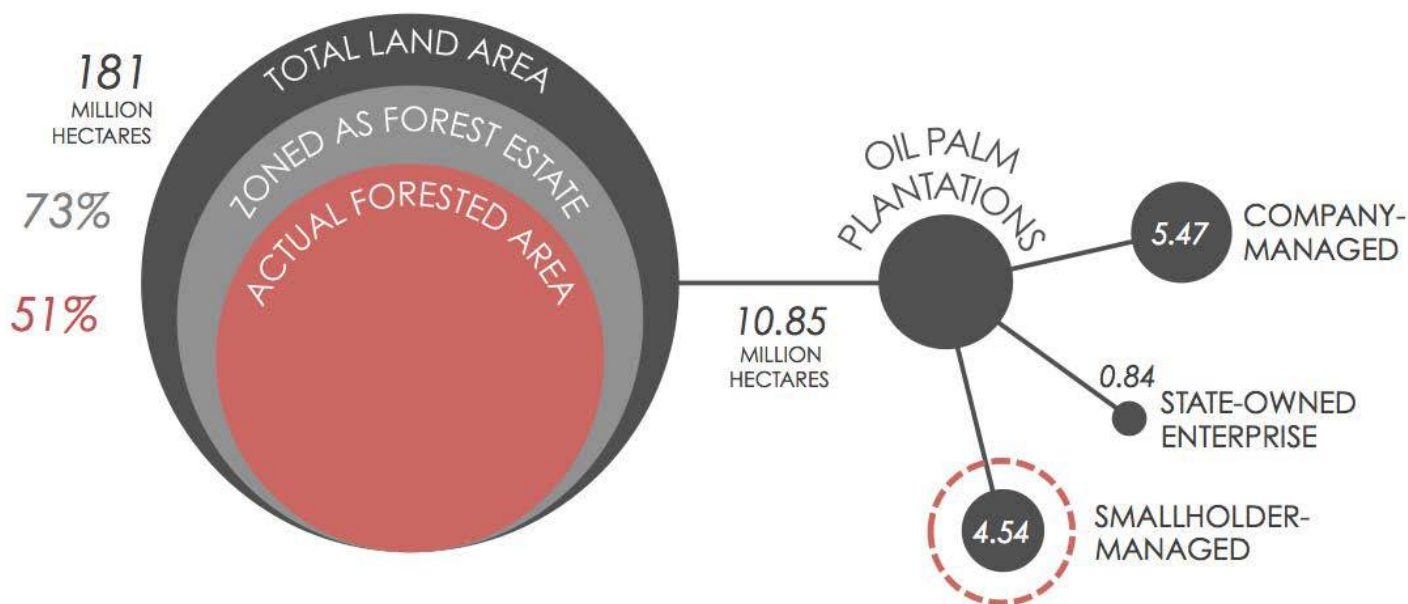 181
MILLION
HECTARES
73%
51%
TOTAL LAND AREA
ZONED AS FOREST ESTATE
ACTUAL FORESTED AREA
10.85
MILLION
HECTARES
OIL PALM
PLANTATIONS
5.47
COMPANY-
MANAGED
0.84
STATE-OWNED
ENTERPRISE
4.54
SMALLHOLDER-
MANAGED